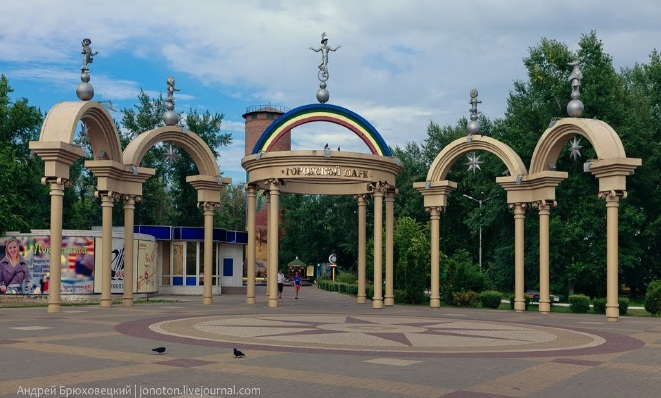 ГОРОДСКОЙ ПАРК
Андрей Брюховецкий | jonoton.livejournal.com